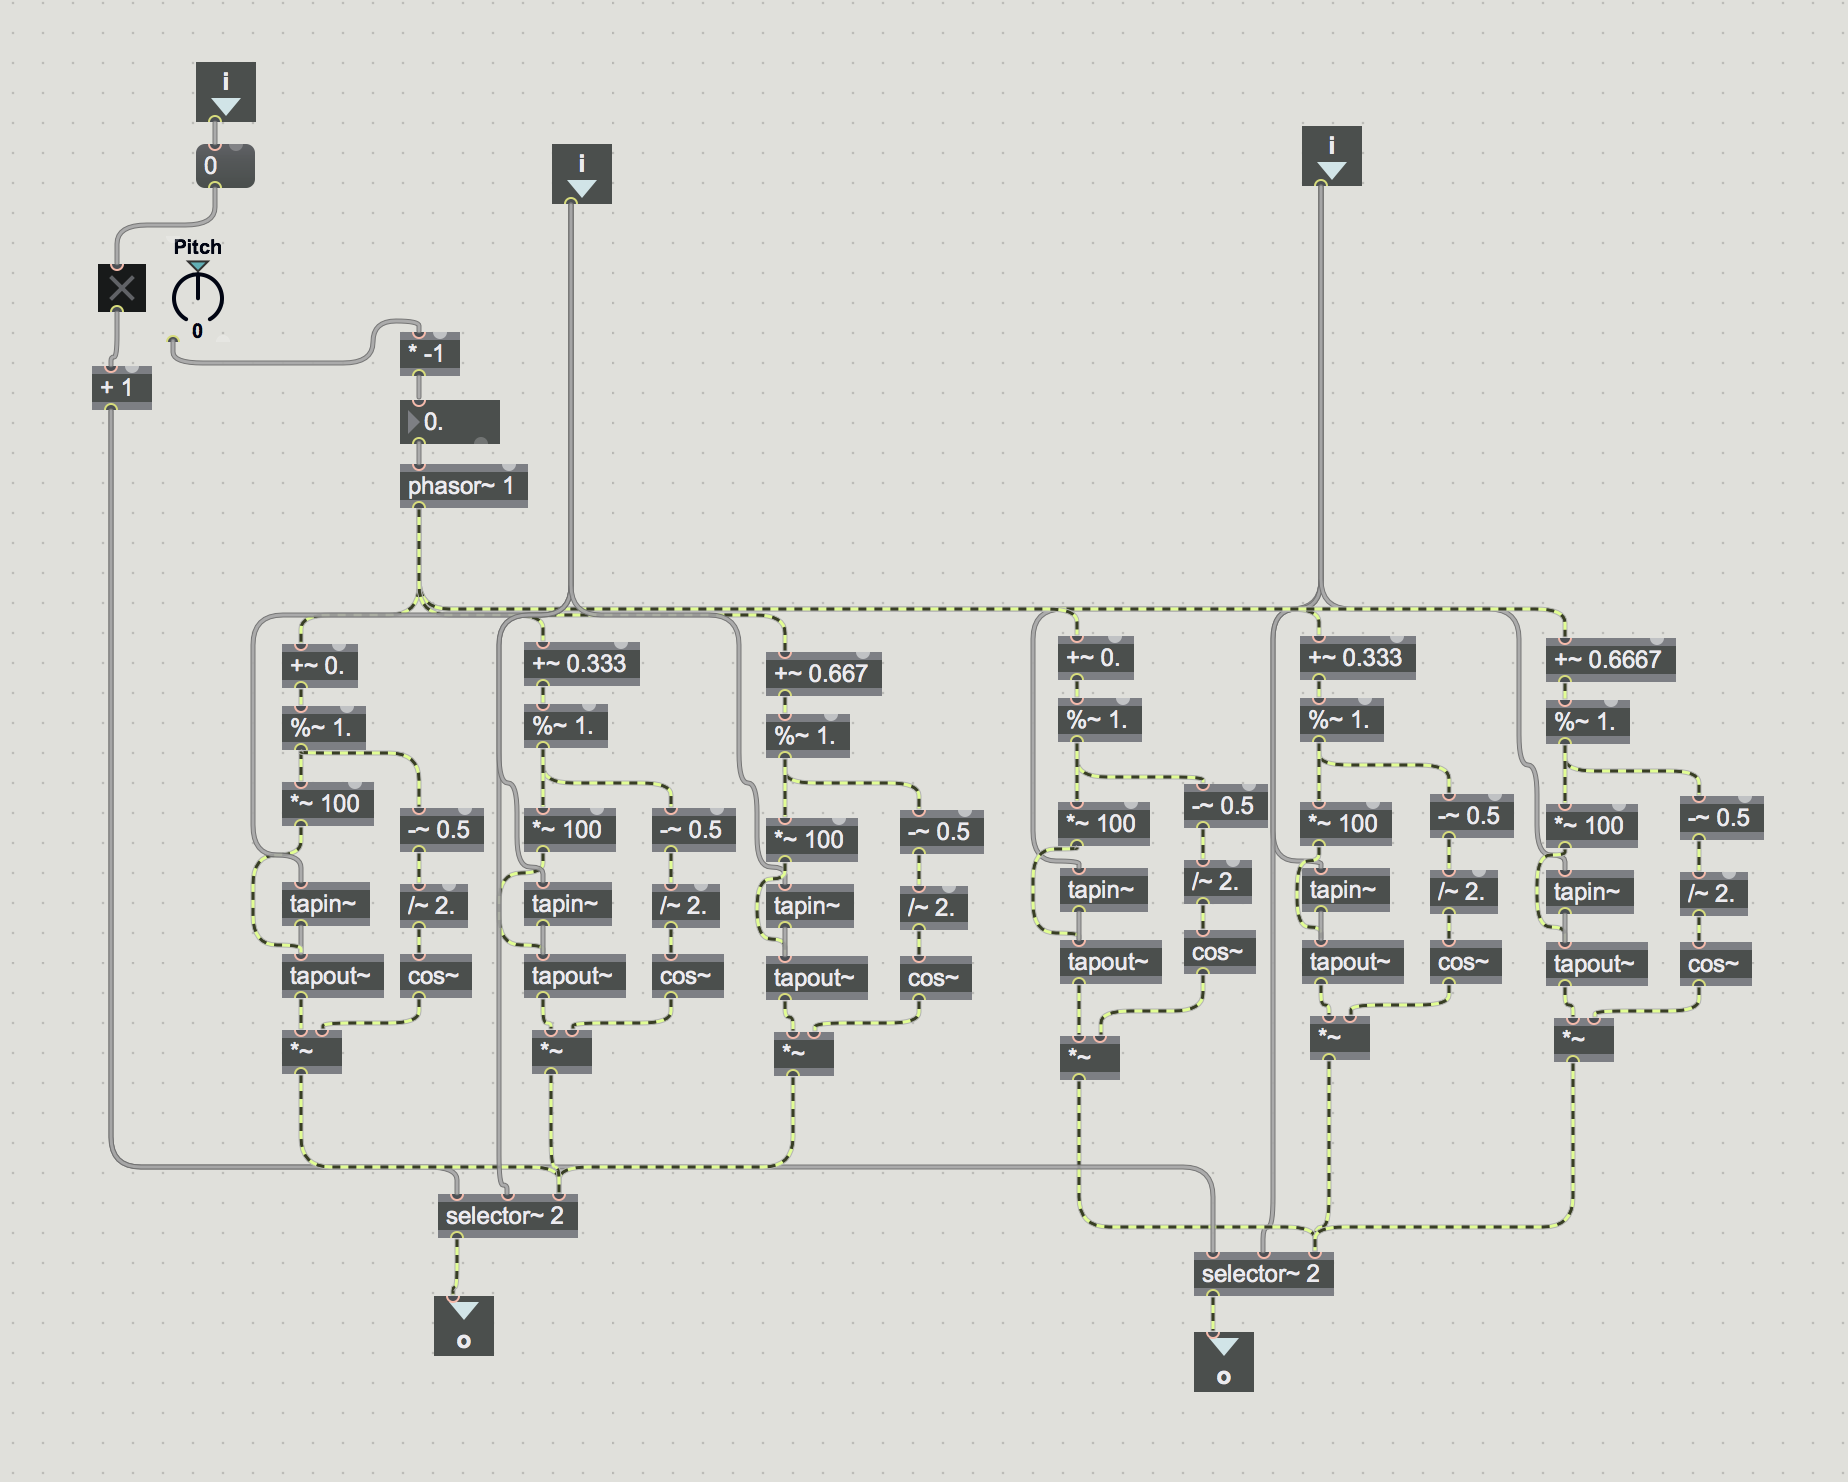 i
0
Pitch
0
+ 1
* -1
0.
phasor~ 1
i
i
+~ 0.
%~ 1.
*~ 100
-~ 0.5
tapin~
/~ 2.
tapout~
cos~
*~
+~ 0.333
%~ 1.
*~ 100
-~ 0.5
tapin~
/~ 2.
tapout~
cos~
*~
+~ 0.667
%~ 1.
*~ 100
-~ 0.5
tapin~
/~ 2.
tapout~
cos~
*~
selector~ 2
o
+~ 0.
%~ 1.
*~ 100
-~ 0.5
tapin~
/~ 2.
tapout~
cos~
*~
+~ 0.333
%~ 1.
*~ 100
-~ 0.5
tapin~
/~ 2.
tapout~
cos~
*~
+~ 0.6667
%~ 1.
*~ 100
-~ 0.5
tapin~
/~ 2.
tapout~
cos~
*~
selector~ 2
o